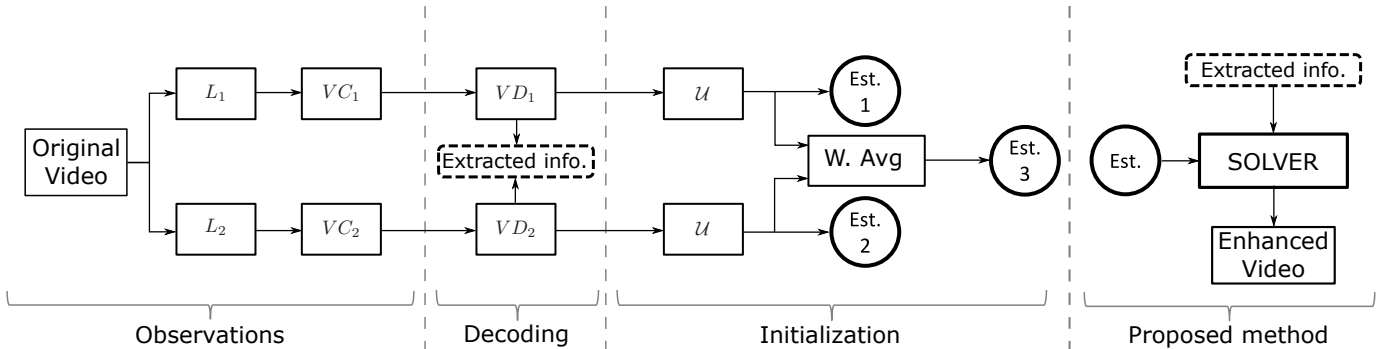 Original
Video
L₁
VC₁
L₂
VC₂
VD₁
Extracted info.
VD₂
𝒰
𝒰
Est.
1
W. Avg
Est.
2
Est.
3
Extracted info.
Est.
SOLVER
Enhanced
Video
Observations
Decoding
Initialization
Proposed method